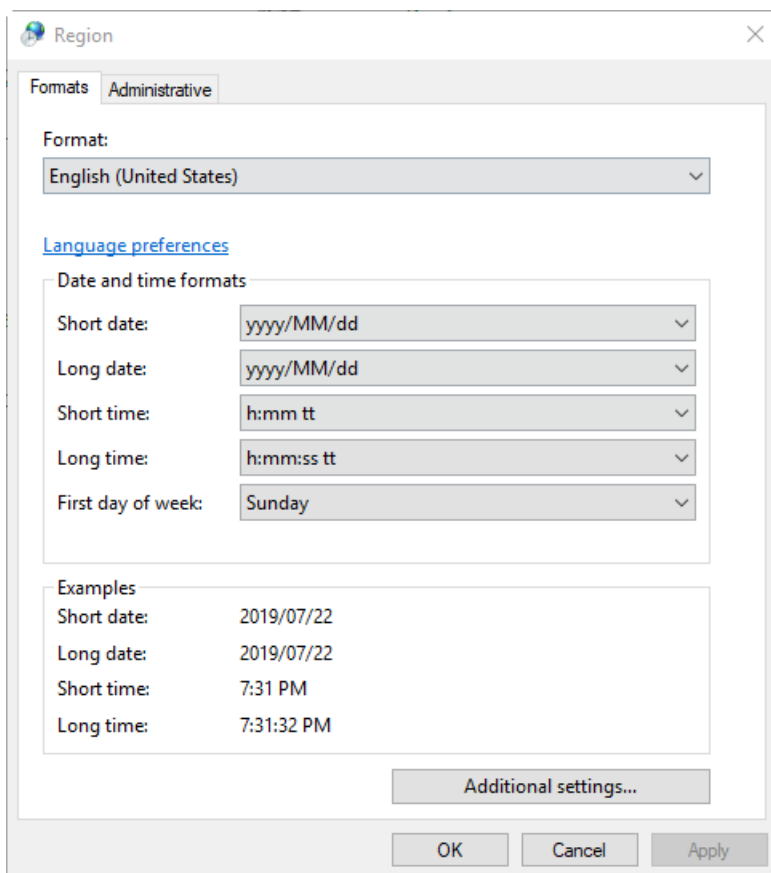 Region
Formats Administrative
Format:
English (United States)
Language preferences
Date and time formats
Short date: yyyy/MM/dd
Long date: yyyy/MM/dd
Short time: h:mm tt
Long time: h:mm:ss tt
First day of week: Sunday
Examples
Short date: 2019/07/22
Long date: 2019/07/22
Short time: 7:31 PM
Long time: 7:31:32 PM
Additional settings...
OK Cancel Apply